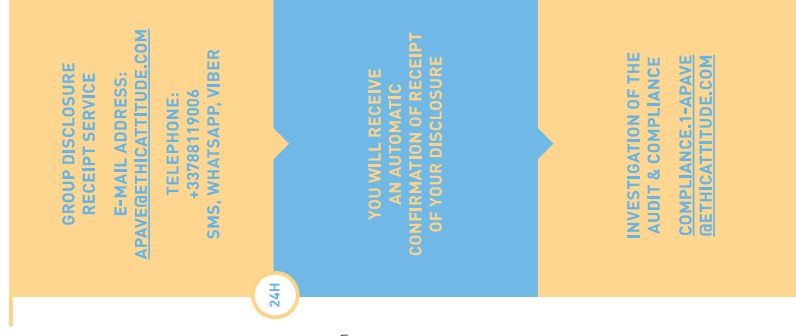 GROUP DISCLOSURE
RECEIPT SERVICE
E-MAIL ADDRESS:
APAVE@ETHICATTITUDE.COM
TELEPHONE:
+33788119006
SMS, WHATSAPP, VIBER
24H
YOU WILL RECEIVE
AN AUTOMATIC
CONFIRMATION OF RECEIPT
OF YOUR DISCLOSURE
INVESTIGATION OF THE
AUDIT & COMPLIANCE
COMPLIANCE.1-APAVE
@ETHICATTITUDE.COM